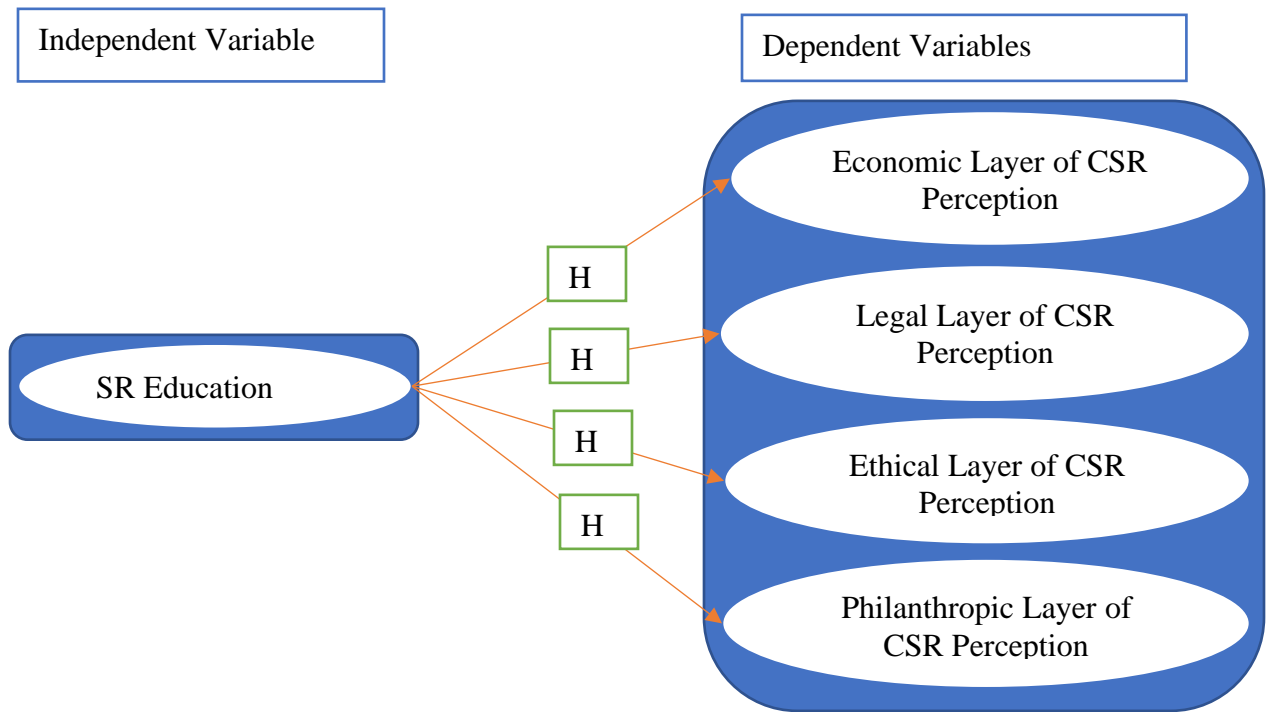 Independent Variable
Dependent Variables
Economic Layer of CSR
Perception
H
Legal Layer of CSR
Perception
H
SR Education
H
Ethical Layer of CSR
Perception
H
Philanthropic Layer of
CSR Perception